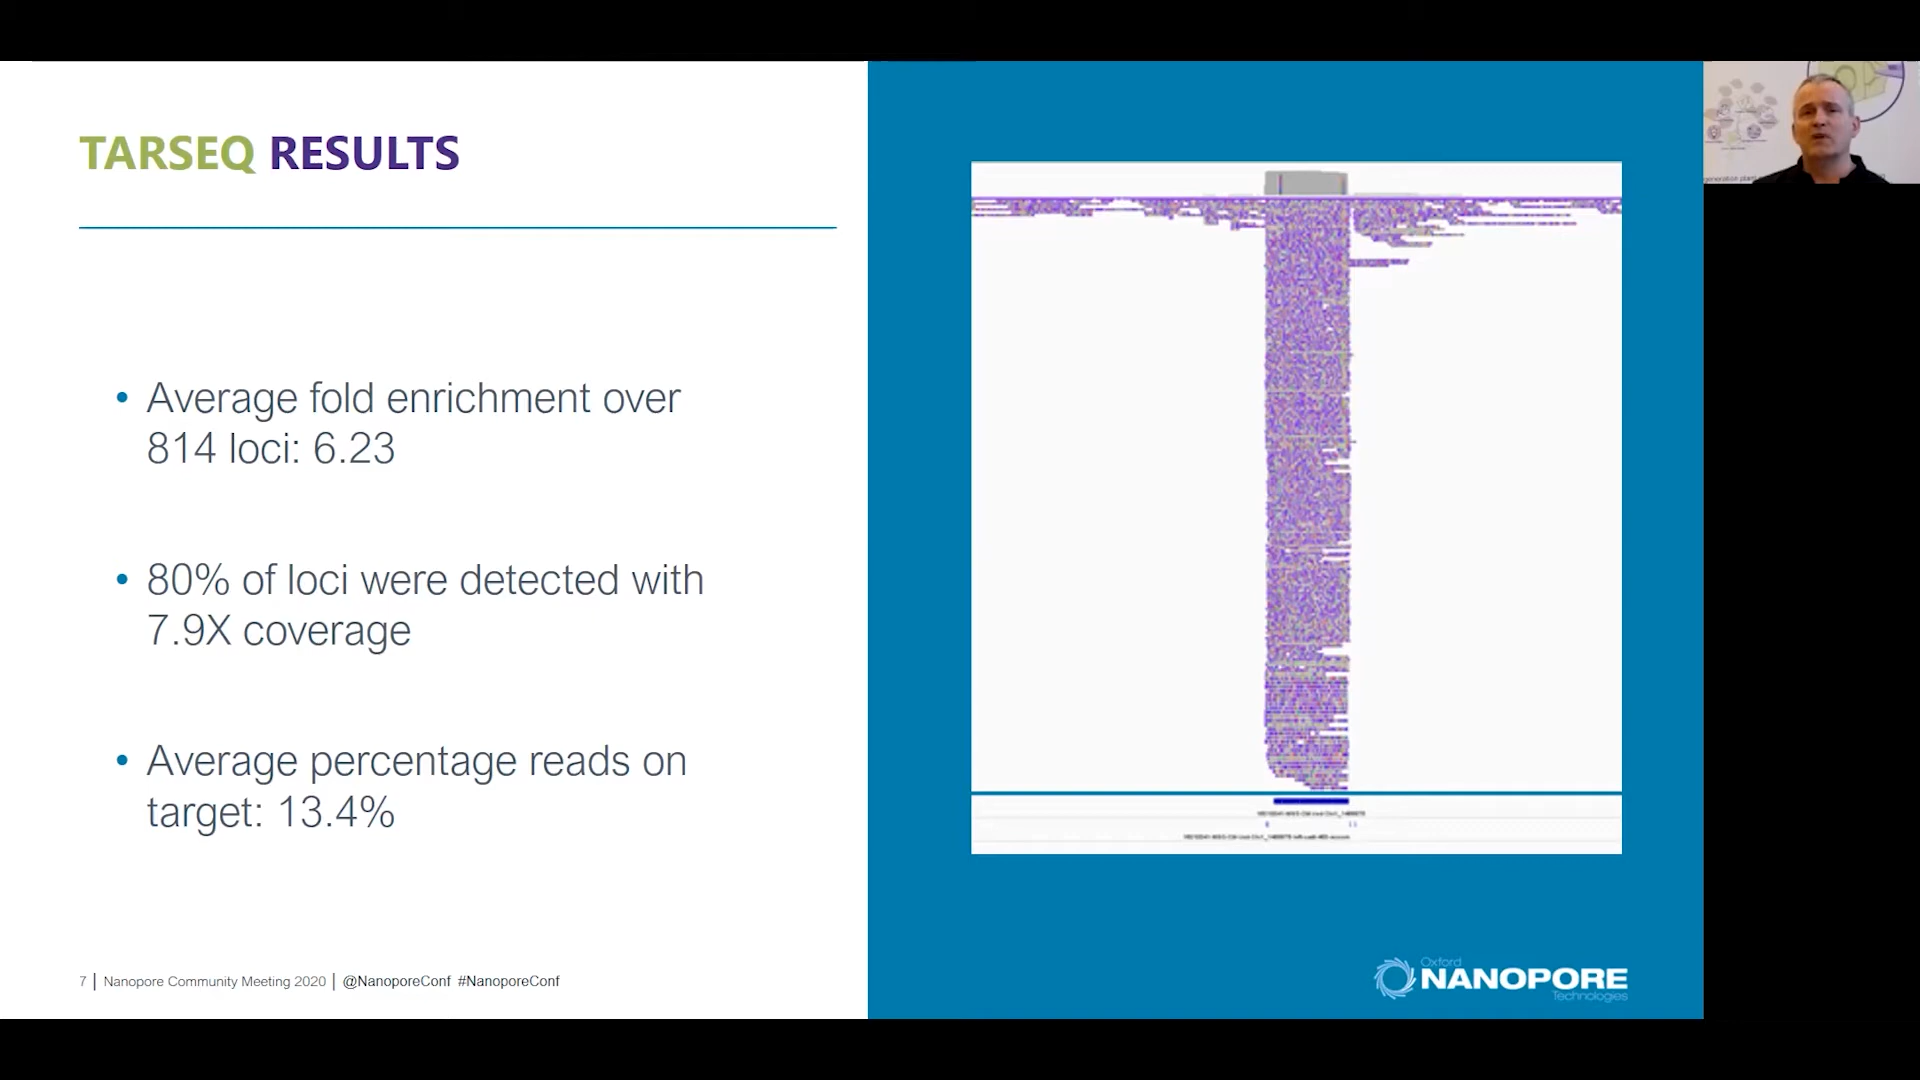 TARSEQ RESULTS
• Average fold enrichment over
814 loci: 6.23
• 80% of loci were detected with
7.9X coverage
• Average percentage reads on
target: 13.4%
7 | Nanopore Community Meeting 2020 | @NanoporeConf #NanoporeConf
Oxford
NANOPORE
Technologies